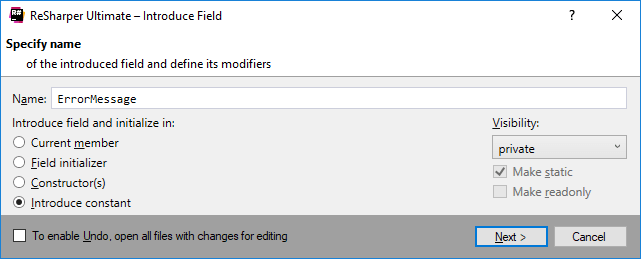 R#
ReSharper Ultimate – Introduce Field
Specify name
of the introduced field and define its modifiers
Name: ErrorMessage
Introduce field and initialize in:
Current member
Field initializer
Constructor(s)
Introduce constant
Visibility:
private
Make static
Make readonly
To enable Undo, open all files with changes for editing
Next >
Cancel